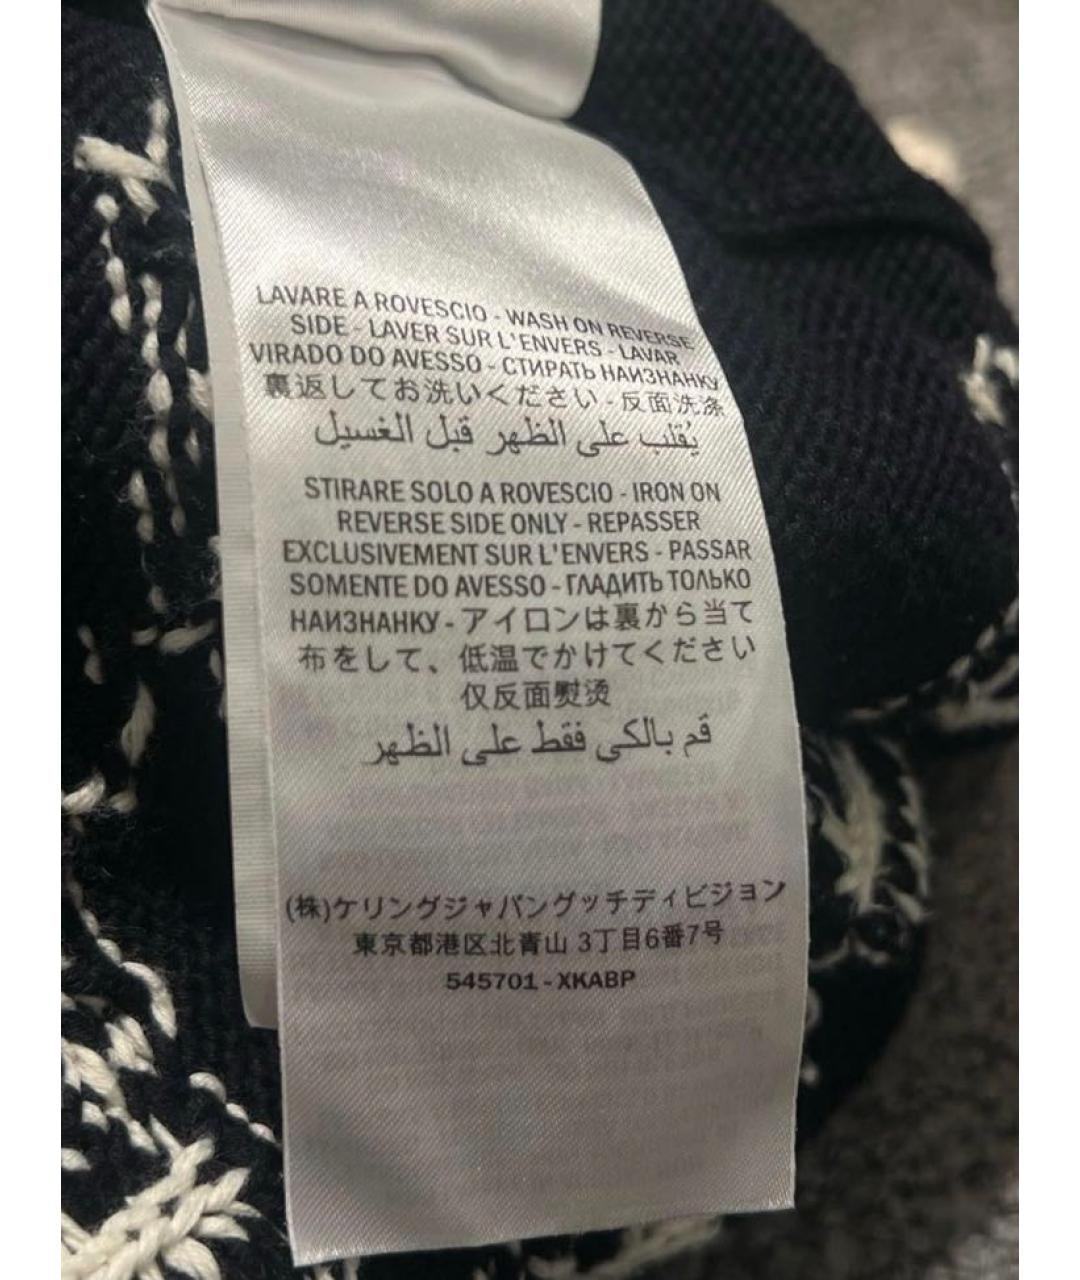 LAVARE A ROVESCIO - WASH ON REVERSE
SIDE - LAVER SUR L'ENVERS - LAVAR
VIRADO DO AVESSO - СТИРАТЬ НАИЗНАНКУ
裏返してお洗いください - 反面洗涤
يُقلب على الظهر قبل الغسيل
STIRARE SOLO A ROVESCIO - IRON ON
REVERSE SIDE ONLY - REPASSER
EXCLUSIVEMENT SUR L'ENVERS - PASSAR
SOMENTE DO AVESSO - ГЛАДИТЬ ТОЛЬКО
НАИЗНАНКУ - アイロンは裏から当て
布をして、低温でかけてください
仅反面熨烫
قم بالكى فقط على الظهر
(株)ケリングジャパングッチディビジョン
東京都港区北青山 3丁目6番7号
545701 - XKABP